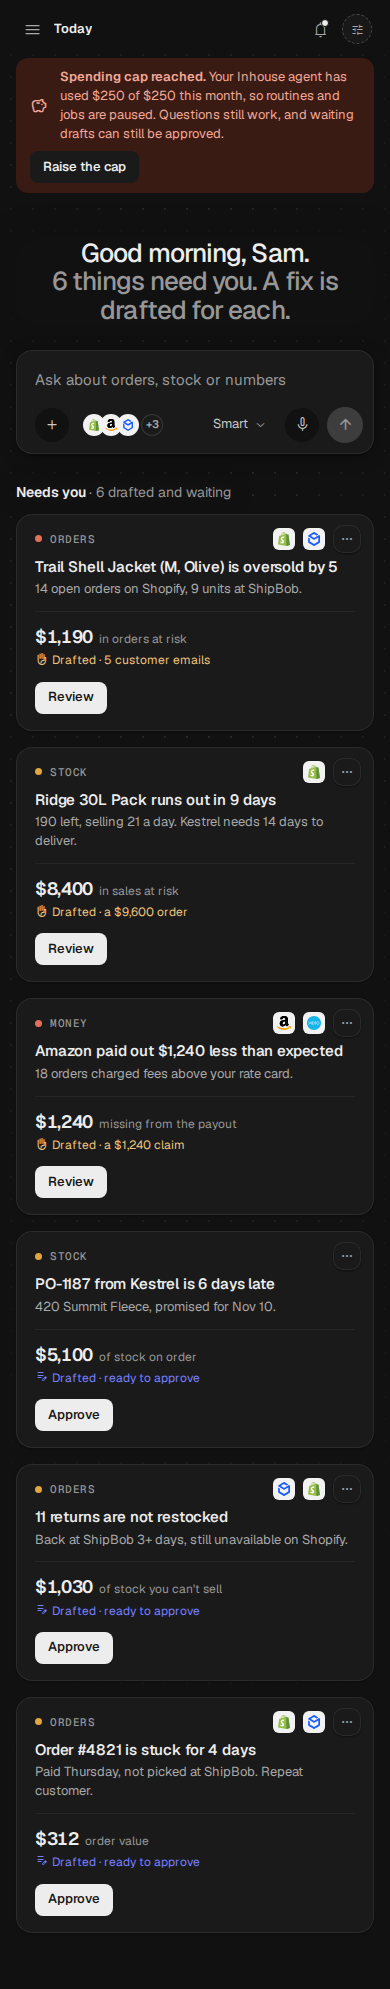 Today
Spending cap reached. Your Inhouse agent has
used $250 of $250 this month, so routines and
jobs are paused. Questions still work, and waiting
drafts can still be approved.
Raise the cap
Good morning, Sam.
6 things need you. A fix is
drafted for each.
Ask about orders, stock or numbers
+3
Smart
Needs you · 6 drafted and waiting
ORDERS
Trail Shell Jacket (M, Olive) is oversold by 5
14 open orders on Shopify, 9 units at ShipBob.
$1,190 in orders at risk
Drafted · 5 customer emails
Review
STOCK
Ridge 30L Pack runs out in 9 days
190 left, selling 21 a day. Kestrel needs 14 days to
deliver.
$8,400 in sales at risk
Drafted · a $9,600 order
Review
MONEY
Amazon paid out $1,240 less than expected
18 orders charged fees above your rate card.
$1,240 missing from the payout
Drafted · a $1,240 claim
Review
STOCK
PO-1187 from Kestrel is 6 days late
420 Summit Fleece, promised for Nov 10.
$5,100 of stock on order
Drafted · ready to approve
Approve
ORDERS
11 returns are not restocked
Back at ShipBob 3+ days, still unavailable on Shopify.
$1,030 of stock you can't sell
Drafted · ready to approve
Approve
ORDERS
Order #4821 is stuck for 4 days
Paid Thursday, not picked at ShipBob. Repeat
customer.
$312 order value
Drafted · ready to approve
Approve